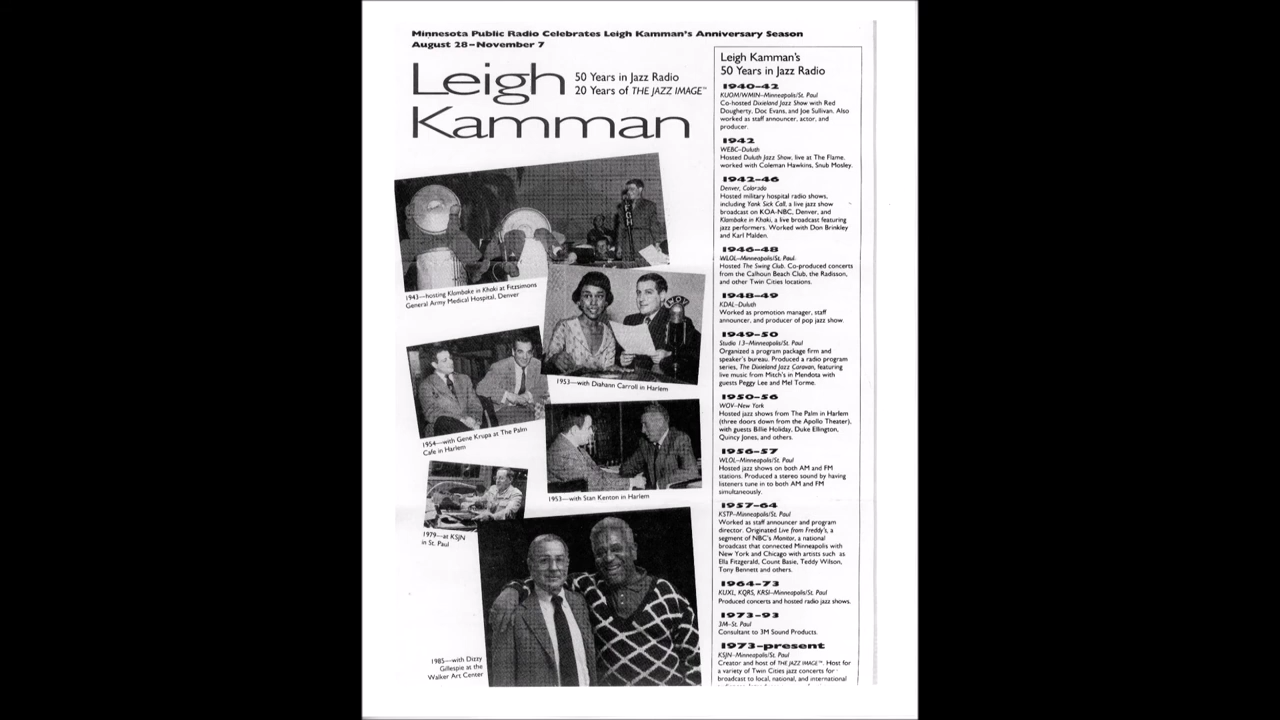 Minnesota Public Radio Celebrates Leigh Kamman's Anniversary Season
August 28–November 7
Leigh
Kamman
50 Years in Jazz Radio
20 Years of THE JAZZ IMAGE™
1943—hosting Klambake in Khaki at Fitzsimons
General Army Medical Hospital, Denver
WOV
1953—with Diahann Carroll in Harlem
1954—with Gene Krupa at The Palm
Cafe in Harlem
1953—with Stan Kenton in Harlem
1979—at KSJN
in St. Paul
1985—with Dizzy
Gillespie at the
Walker Art Center
Leigh Kamman's
50 Years in Jazz Radio
1940–42
KUOM/WMIN–Minneapolis/St. Paul
Co-hosted Dixieland Jazz Show with Red
Dougherty, Doc Evans, and Joe Sullivan. Also
worked as staff announcer, actor, and
producer.
1942
WEBC–Duluth
Hosted Duluth Jazz Show, live at The Flame,
worked with Coleman Hawkins, Snub Mosley.
1942–46
Denver, Colorado
Hosted military hospital radio shows,
including Yank Sick Call, a live jazz show
broadcast on KOA-NBC, Denver, and
Klambake in Khaki, a live broadcast featuring
jazz performers. Worked with Don Brinkley
and Karl Malden.
1946–48
WLOL–Minneapolis/St. Paul
Hosted The Swing Club. Co-produced concerts
from the Calhoun Beach Club, the Radisson,
and other Twin Cities locations.
1948–49
KDAL–Duluth
Worked as promotion manager, staff
announcer, and producer of pop jazz show.
1949–50
Studio 13–Minneapolis/St. Paul
Organized a program package firm and
speaker's bureau. Produced a radio program
series, The Dixieland Jazz Caravan, featuring
live music from Mitch's in Mendota with
guests Peggy Lee and Mel Torme.
1950–56
WOV–New York
Hosted jazz shows from The Palm in Harlem
(three doors down from the Apollo Theater),
with guests Billie Holiday, Duke Ellington,
Quincy Jones, and others.
1956–57
WLOL–Minneapolis/St. Paul
Hosted jazz shows on both AM and FM
stations. Produced a stereo sound by having
listeners tune in to both AM and FM
simultaneously.
1957–64
KSTP–Minneapolis/St. Paul
Worked as staff announcer and program
director. Originated Live from Freddy's, a
segment of NBC's Monitor, a national
broadcast that connected Minneapolis with
New York and Chicago with artists such as
Ella Fitzgerald, Count Basie, Teddy Wilson,
Tony Bennett and others.
1964–73
KUXL, KQRS, KRSI–Minneapolis/St. Paul
Produced concerts and hosted radio jazz shows.
1973–93
3M–St. Paul
Consultant to 3M Sound Products.
1973–present
KSJN–Minneapolis/St. Paul
Creator and host of THE JAZZ IMAGE™. Host for
a variety of Twin Cities jazz concerts for
broadcast to local, national, and international